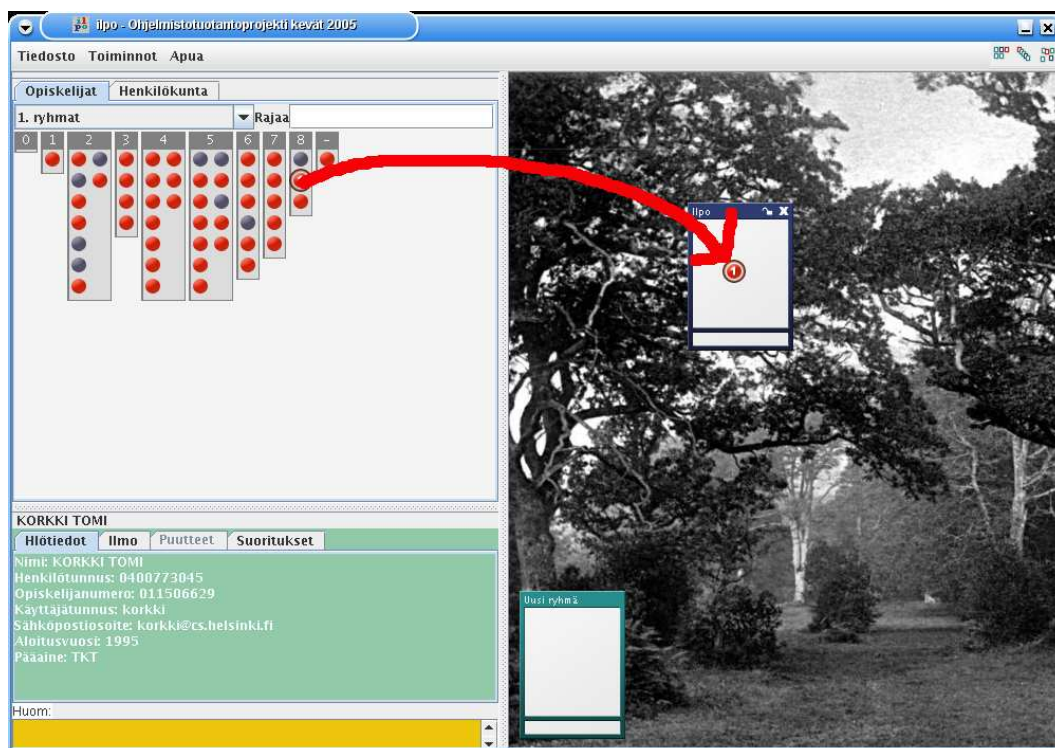 ilpo - Ohjelmistotuotantoprojekti kevät 2005
Tiedosto Toiminnot Apua
Opiskelijat Henkilökunta
1. ryhmat Rajaa
0 1 2 3 4 5 6 7 8 -
Ilpo
1
KORKKI TOMI
Hlötiedot Ilmo Puutteet Suoritukset
Nimi: KORKKI TOMI
Henkilötunnus: 0400773045
Opiskelijanumero: 011506629
Käyttäjätunnus: korkki
Sähköpostiosoite: korkki@cs.helsinki.fi
Aloitusvuosi: 1995
Pääaine: TKT
Uusi ryhmä
Huom: